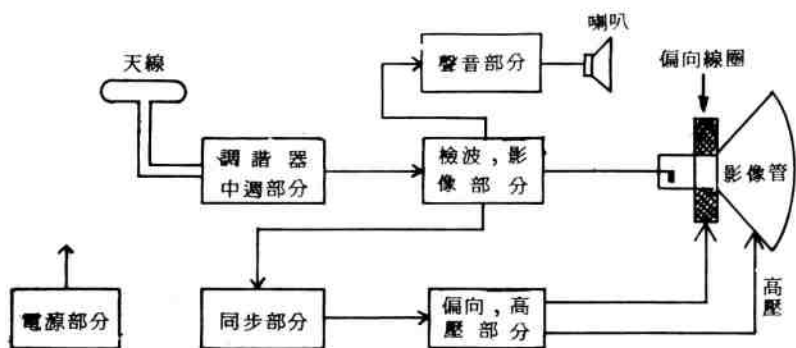 喇叭
天線
聲音部分
偏向線圈
調諧器
中週部分
檢波,影
像部分
影像管
高
壓
電源部分
同步部分
偏向,高
壓部分